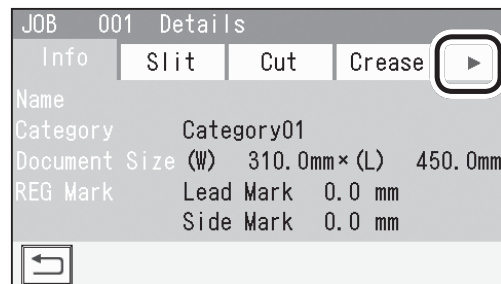 JOB 001 Details
Info Slit Cut Crease ▶
Name
Category Category01
Document Size (W) 310.0mm×(L) 450.0mm
REG Mark Lead Mark 0.0 mm
Side Mark 0.0 mm